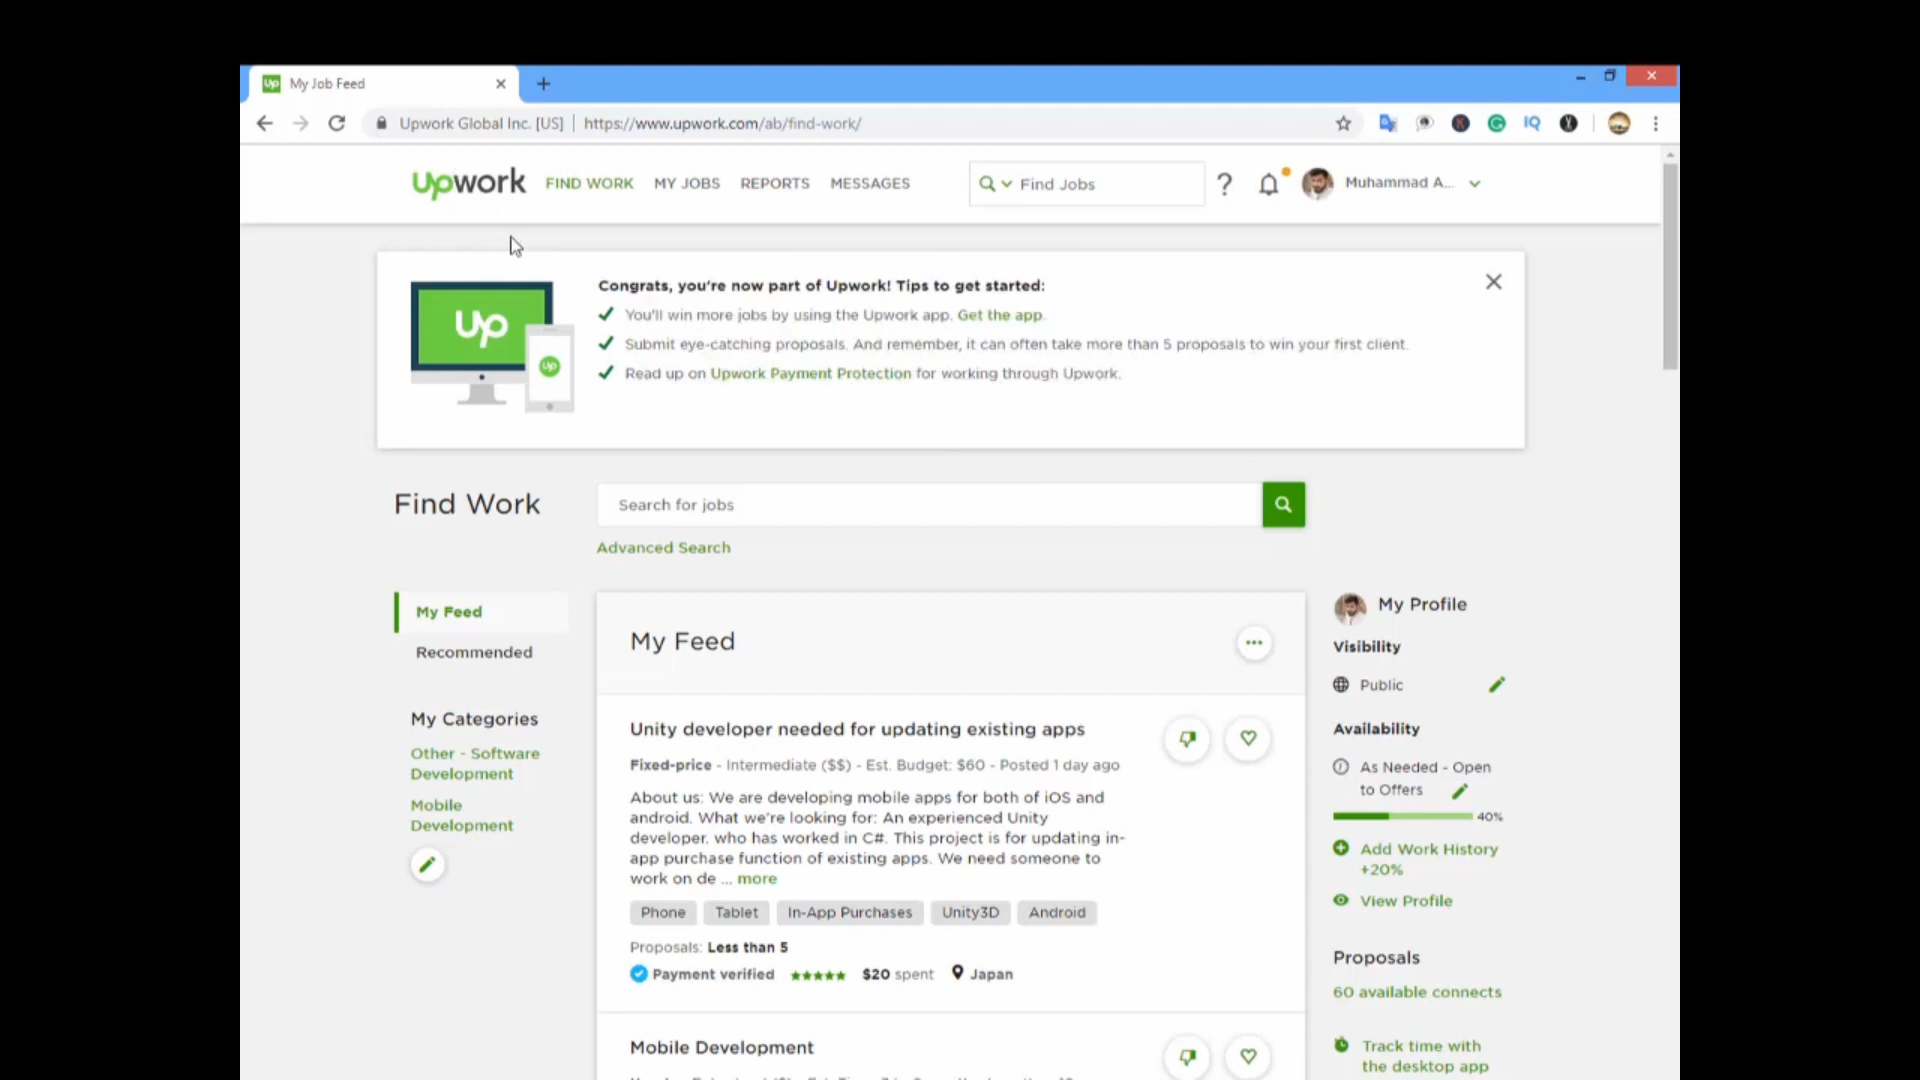 My Job Feed
Upwork Global Inc. [US] | https://www.upwork.com/ab/find-work/
IQ
Upwork FIND WORK MY JOBS REPORTS MESSAGES Find Jobs ? Muhammad A...
Congrats, you're now part of Upwork! Tips to get started:
You'll win more jobs by using the Upwork app. Get the app.
Submit eye-catching proposals. And remember, it can often take more than 5 proposals to win your first client.
Read up on Upwork Payment Protection for working through Upwork.
Up
Up
Find Work
Search for jobs
Advanced Search
My Feed
Recommended
My Categories
Other - Software
Development
Mobile
Development
My Feed
Unity developer needed for updating existing apps
Fixed-price - Intermediate ($$) - Est. Budget: $60 - Posted 1 day ago
About us: We are developing mobile apps for both of iOS and
android. What we're looking for: An experienced Unity
developer. who has worked in C#. This project is for updating in-
app purchase function of existing apps. We need someone to
work on de ... more
Phone Tablet In-App Purchases Unity3D Android
Proposals: Less than 5
Payment verified $20 spent Japan
Mobile Development
My Profile
Visibility
Public
Availability
As Needed - Open
to Offers
40%
Add Work History
+20%
View Profile
Proposals
60 available connects
Track time with
the desktop app